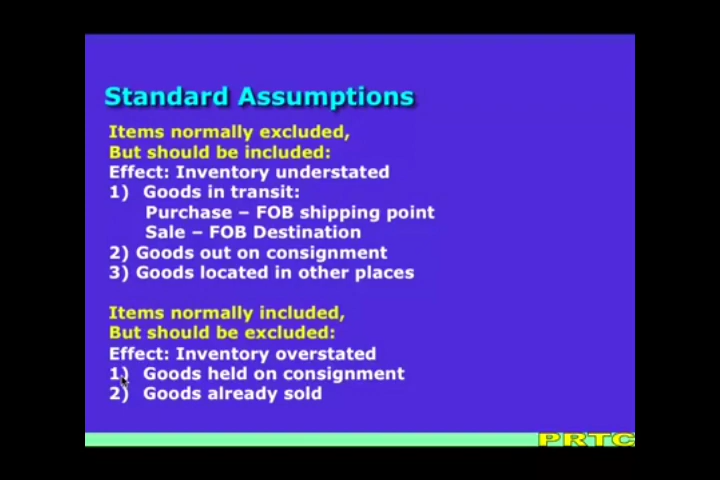 Standard Assumptions
Items normally excluded,
But should be included:
Effect: Inventory understated
1) Goods in transit:
Purchase – FOB shipping point
Sale – FOB Destination
2) Goods out on consignment
3) Goods located in other places
Items normally included,
But should be excluded:
Effect: Inventory overstated
1) Goods held on consignment
2) Goods already sold
PRTC